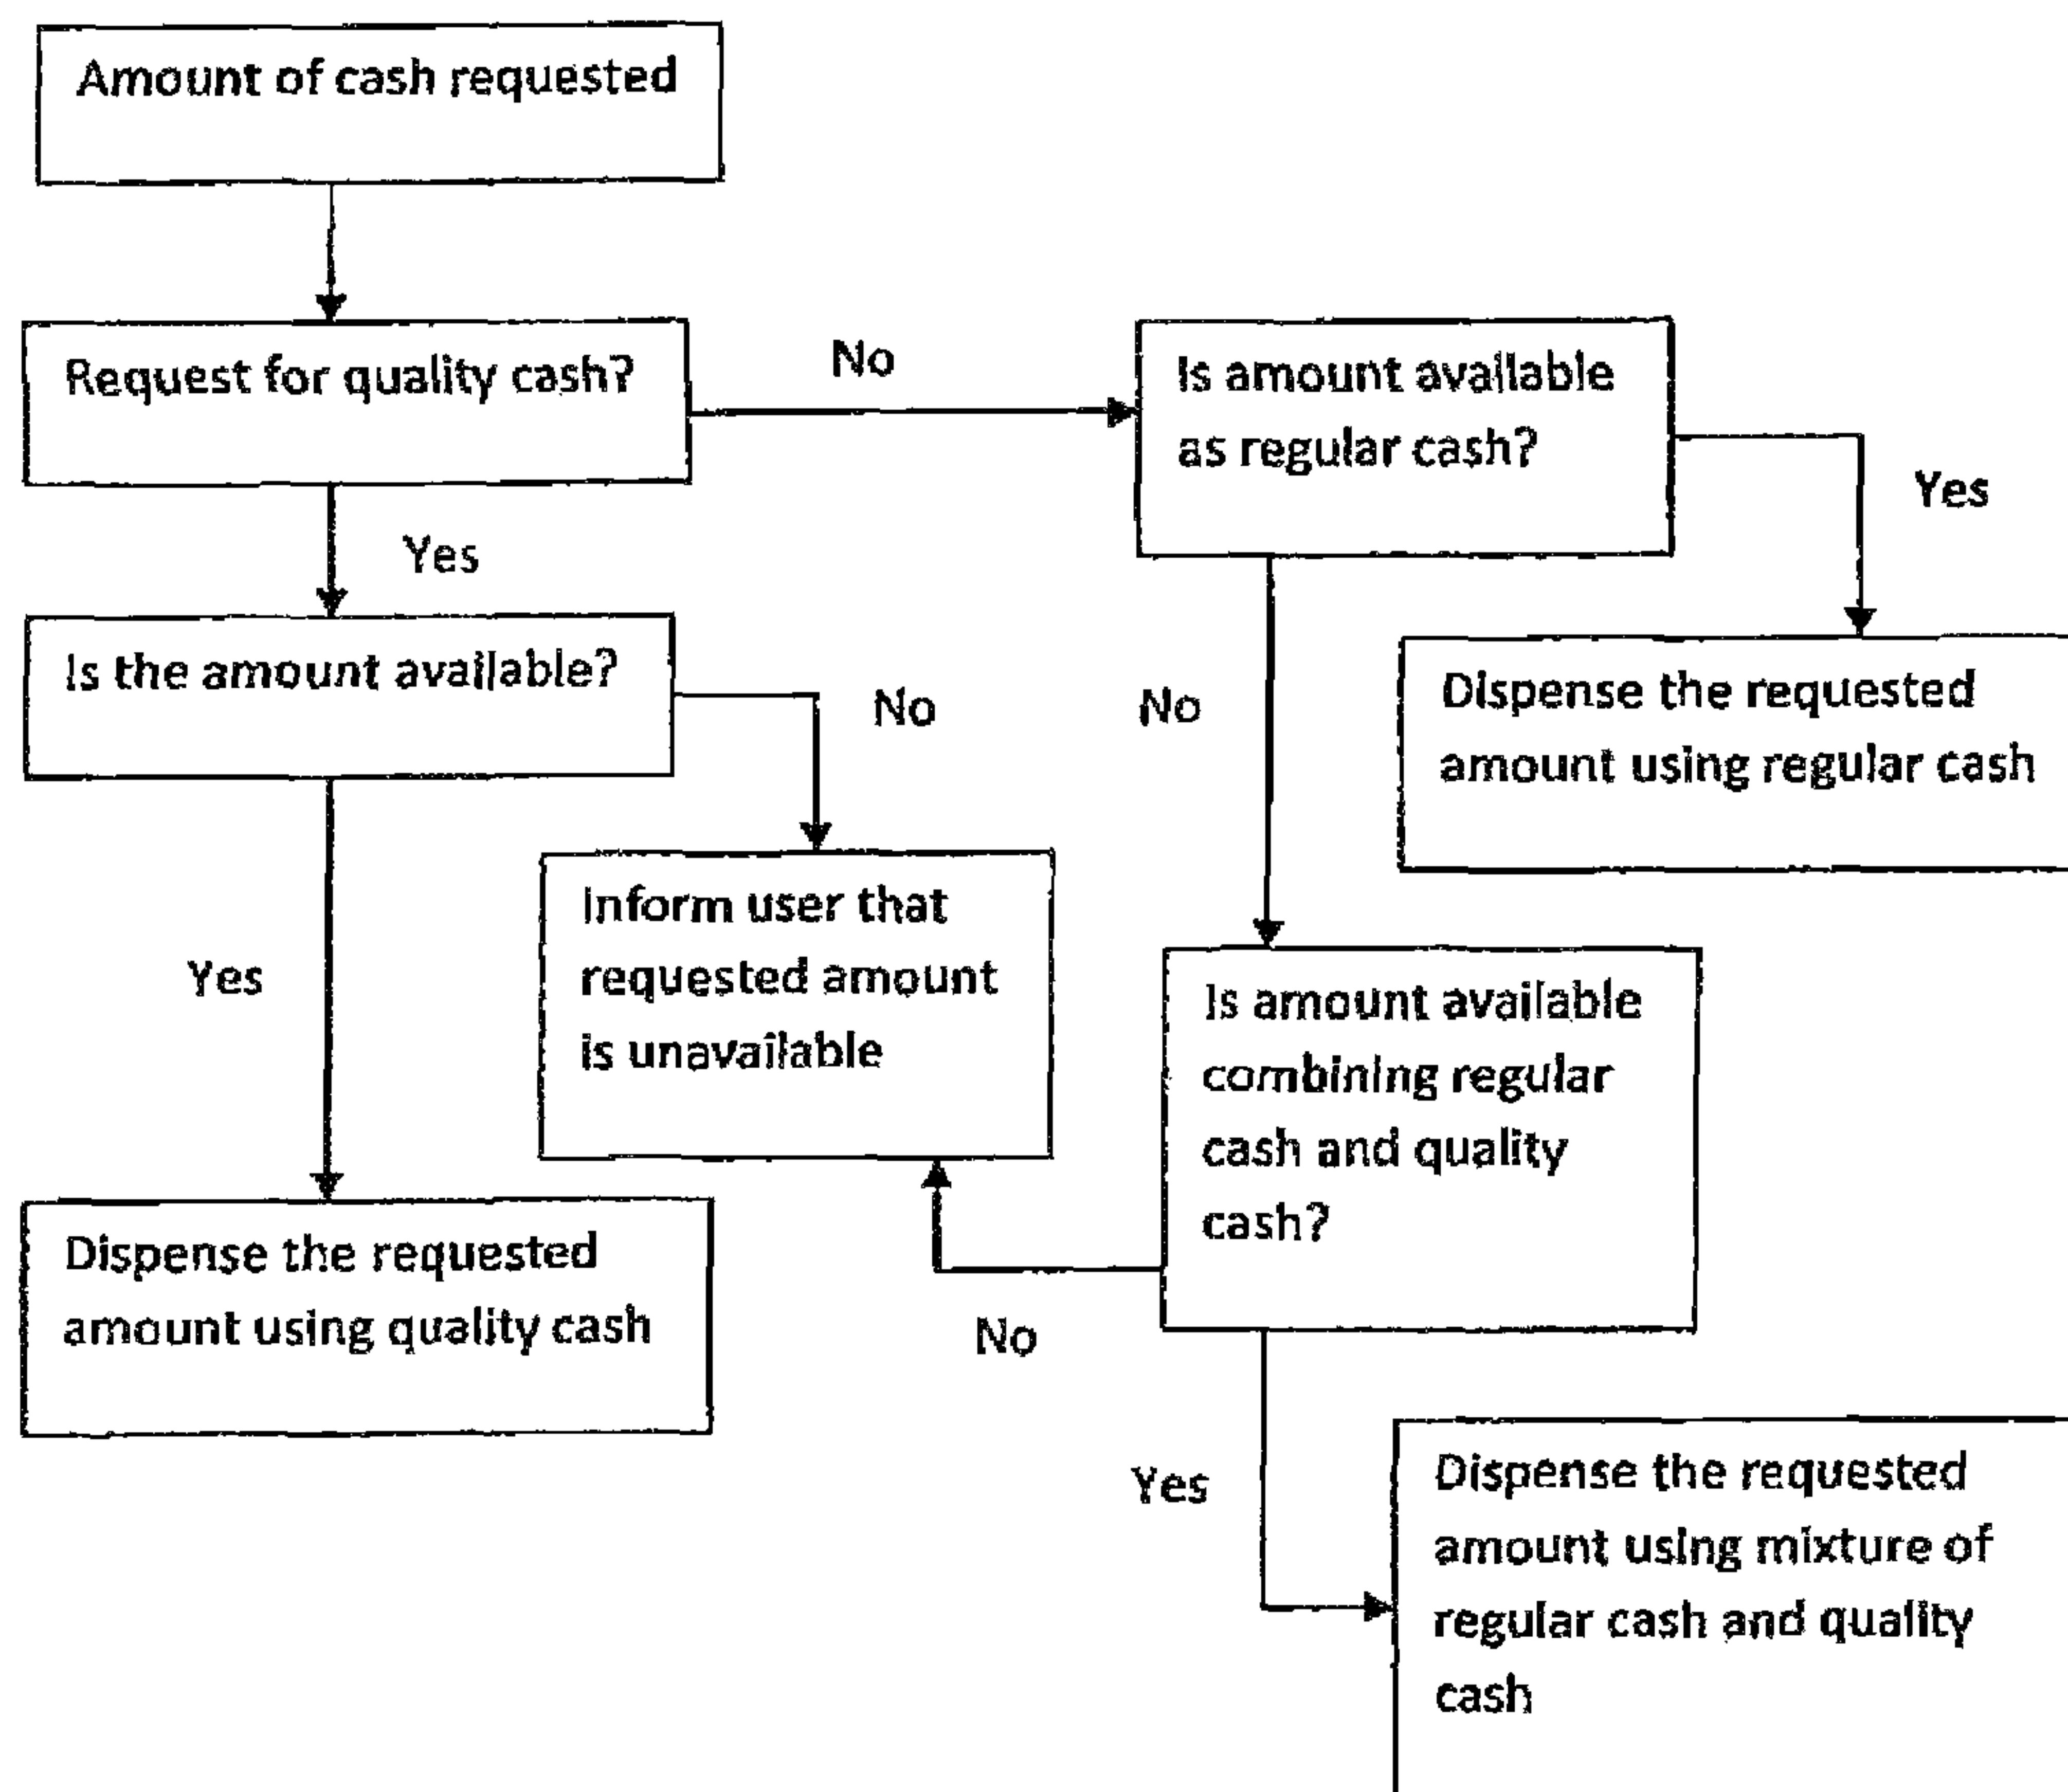 Amount of cash requested
Request for quality cash?
No
Is amount available
as regular cash?
Yes
Yes
Is the amount available?
No
No
Dispense the requested
amount using regular cash
Inform user that
requested amount
is unavailable
Yes
Is amount available
combining regular
cash and quality
cash?
Dispense the requested
amount using quality cash
No
Yes
Dispense the requested
amount using mixture of
regular cash and quality
cash